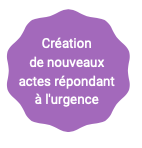 Création
de nouveaux
actes répondant
à l'urgence